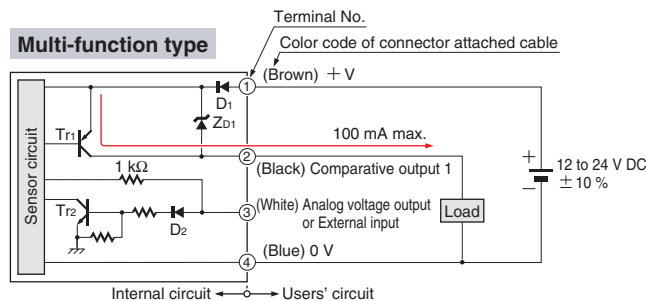 Terminal No.
Multi-function type
Color code of connector attached cable
1
(Brown) + V
D1
ZD1
Tr1
100 mA max.
2
(Black) Comparative output 1
Sensor circuit
1 kΩ
Tr2
D2
3
(White) Analog voltage output
or External input
Load
+
−
12 to 24 V DC
± 10 %
(Blue) 0 V
4
Internal circuit
Users' circuit